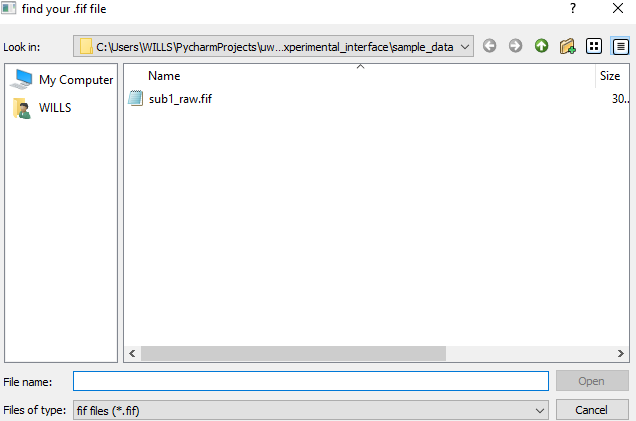 find your .fif file
?
Look in: C:\Users\WILLS\PycharmProjects\uw...xperimental_interface\sample_data
My Computer
WILLS
Name Size
sub1_raw.fif 30...
File name: Open
Files of type: fif files (*.fif) Cancel